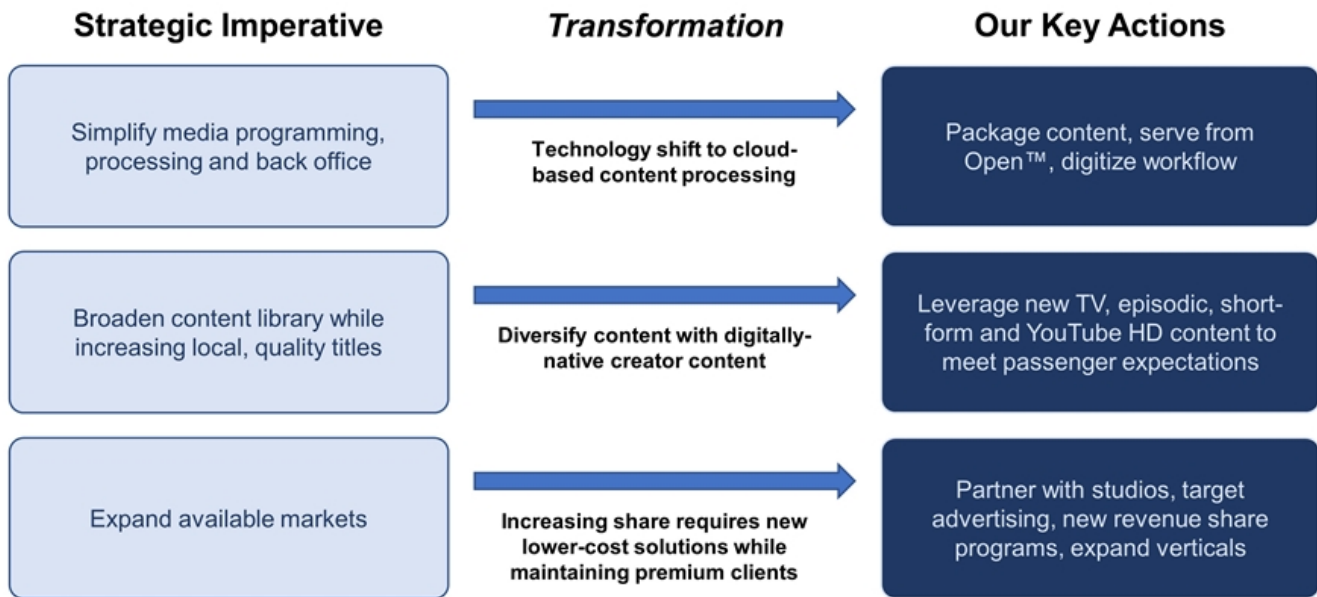 Strategic Imperative
Transformation
Our Key Actions
Simplify media programming,
processing and back office
Technology shift to cloud-
based content processing
Package content, serve from
Open™, digitize workflow
Broaden content library while
increasing local, quality titles
Diversify content with digitally-
native creator content
Leverage new TV, episodic, short-
form and YouTube HD content to
meet passenger expectations
Expand available markets
Increasing share requires new
lower-cost solutions while
maintaining premium clients
Partner with studios, target
advertising, new revenue share
programs, expand verticals